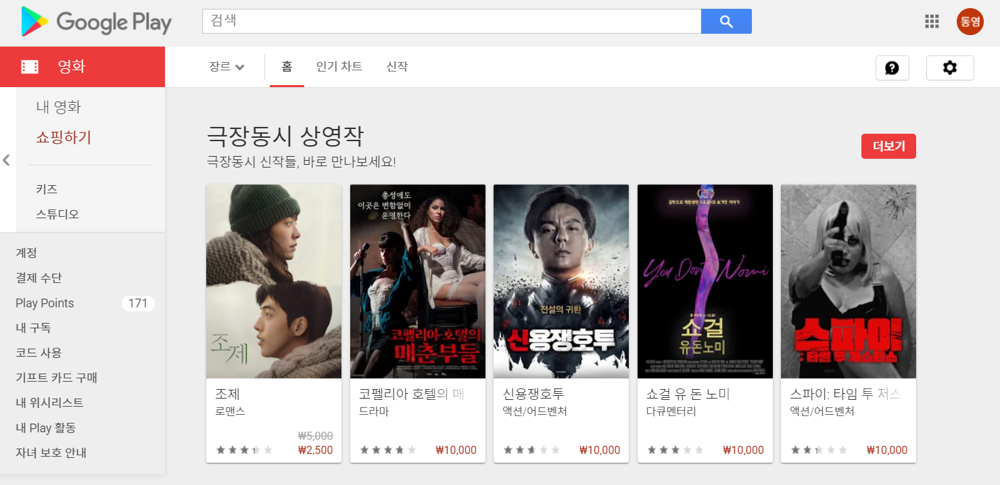 Google Play
검색
동영
영화
장르
홈
인기 차트
신작
내 영화
쇼핑하기
키즈
스튜디오
계정
결제 수단
Play Points 171
내 구독
코드 사용
기프트 카드 구매
내 위시리스트
내 Play 활동
자녀 보호 안내
극장동시 상영작
극장동시 신작들, 바로 만나보세요!
더보기
조제
조제
로맨스
₩5,000
₩2,500
충성에도
이곳은 변함없이
운영한다
코펠리아 호텔의
매춘부들
코펠리아 호텔의 매
드라마
₩10,000
전설의 귀환
신용쟁호투
신용쟁호투
액션/어드벤처
₩10,000
You Don't Nomi
쇼걸
유돈노미
쇼걸 유 돈 노미
다큐멘터리
₩10,000
스파이
타임 투 저스티스
스파이: 타임 투 저스
액션/어드벤처
₩10,000